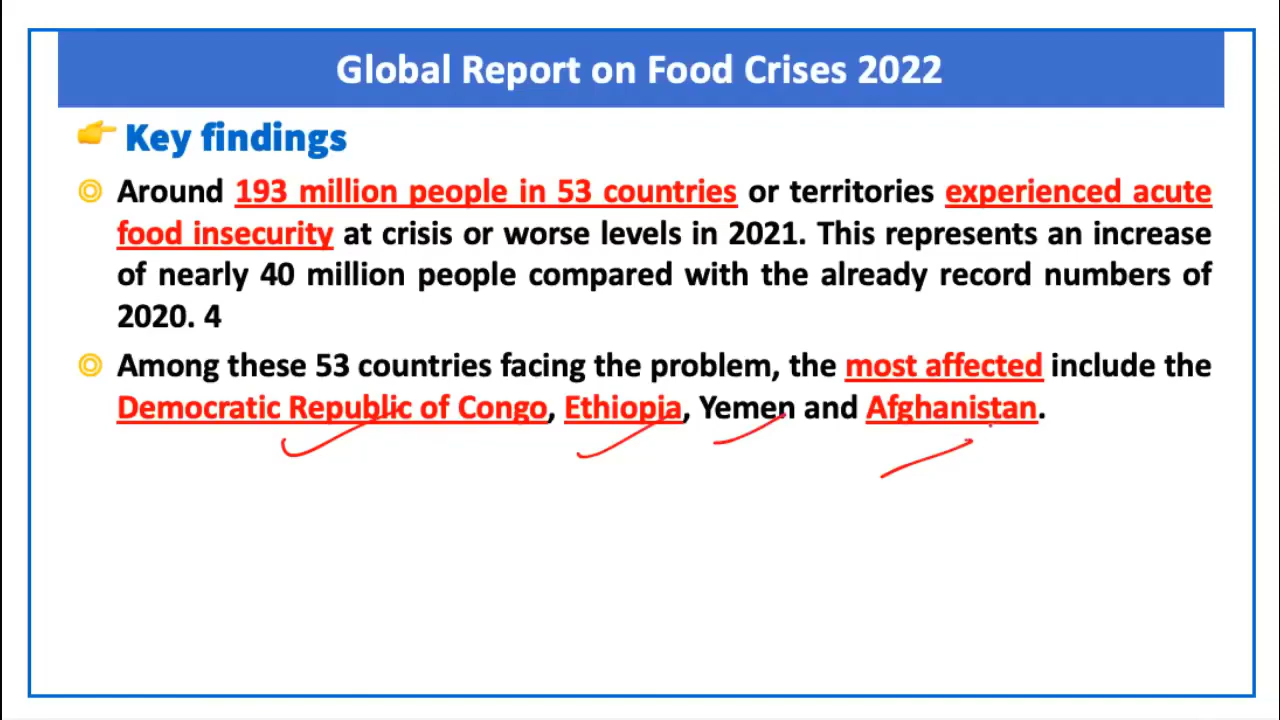 Global Report on Food Crises 2022
Key findings
Around 193 million people in 53 countries or territories experienced acute
food insecurity at crisis or worse levels in 2021. This represents an increase
of nearly 40 million people compared with the already record numbers of
2020. 4
Among these 53 countries facing the problem, the most affected include the
Democratic Republic of Congo, Ethiopia, Yemen and Afghanistan.